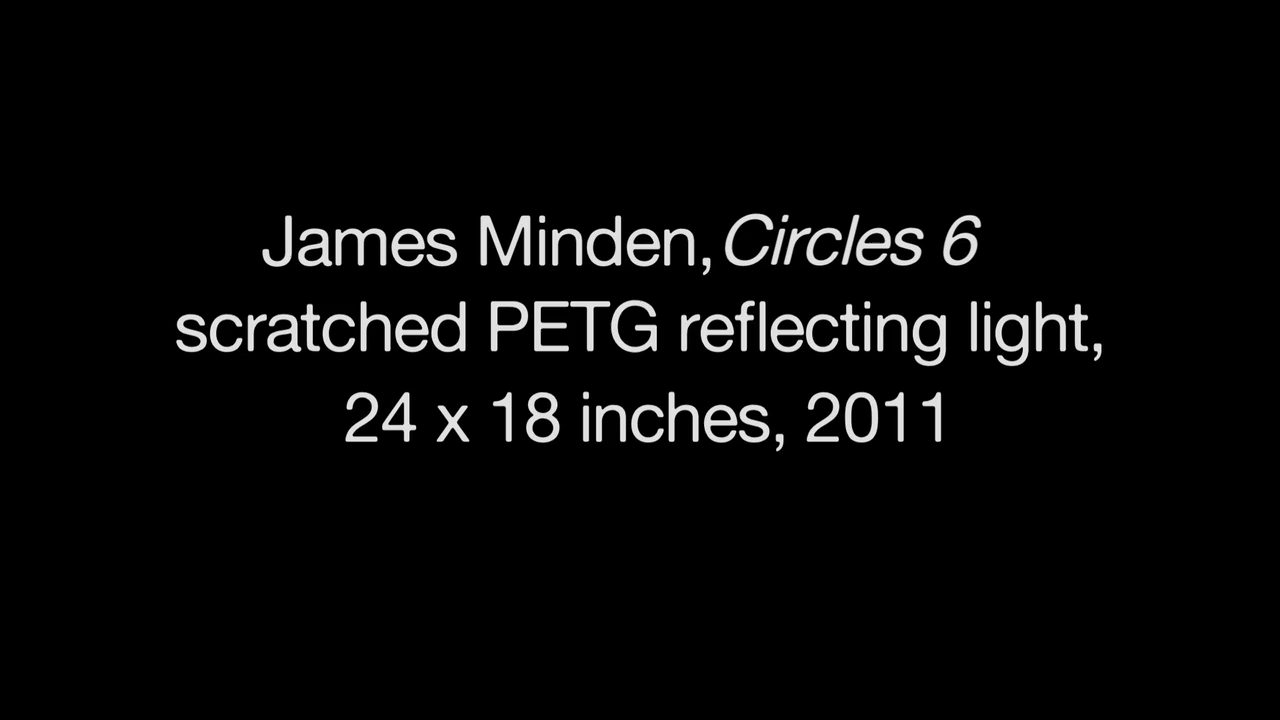 James Minden, Circles 6
scratched PETG reflecting light,
24 x 18 inches, 2011